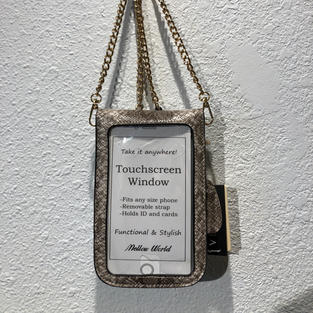 Take it anywhere!
Touchscreen
Window
-Fits any size phone
-Removable strap
-Holds ID and cards
Functional & Stylish
Mellow World